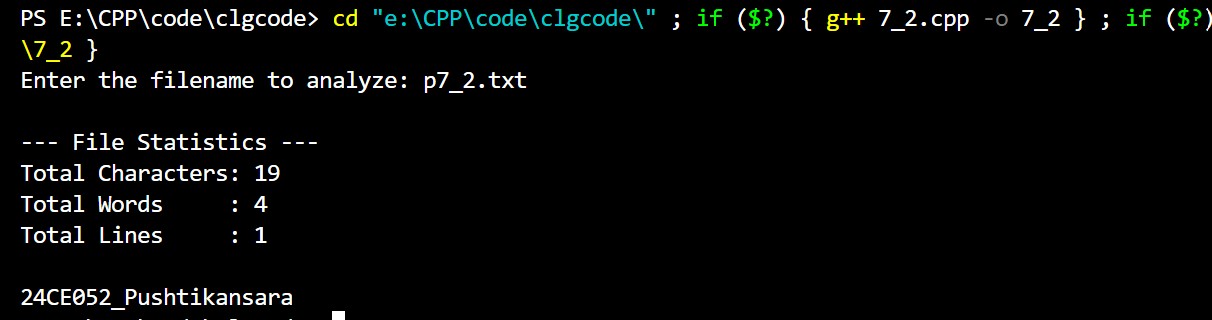 PS E:\CPP\code\clgcode> cd "e:\CPP\code\clgcode\" ; if ($?) { g++ 7_2.cpp -o 7_2 } ; if ($?)
\7_2 }
Enter the filename to analyze: p7_2.txt
--- File Statistics ---
Total Characters: 19
Total Words     : 4
Total Lines     : 1
24CE052_Pushtikansara